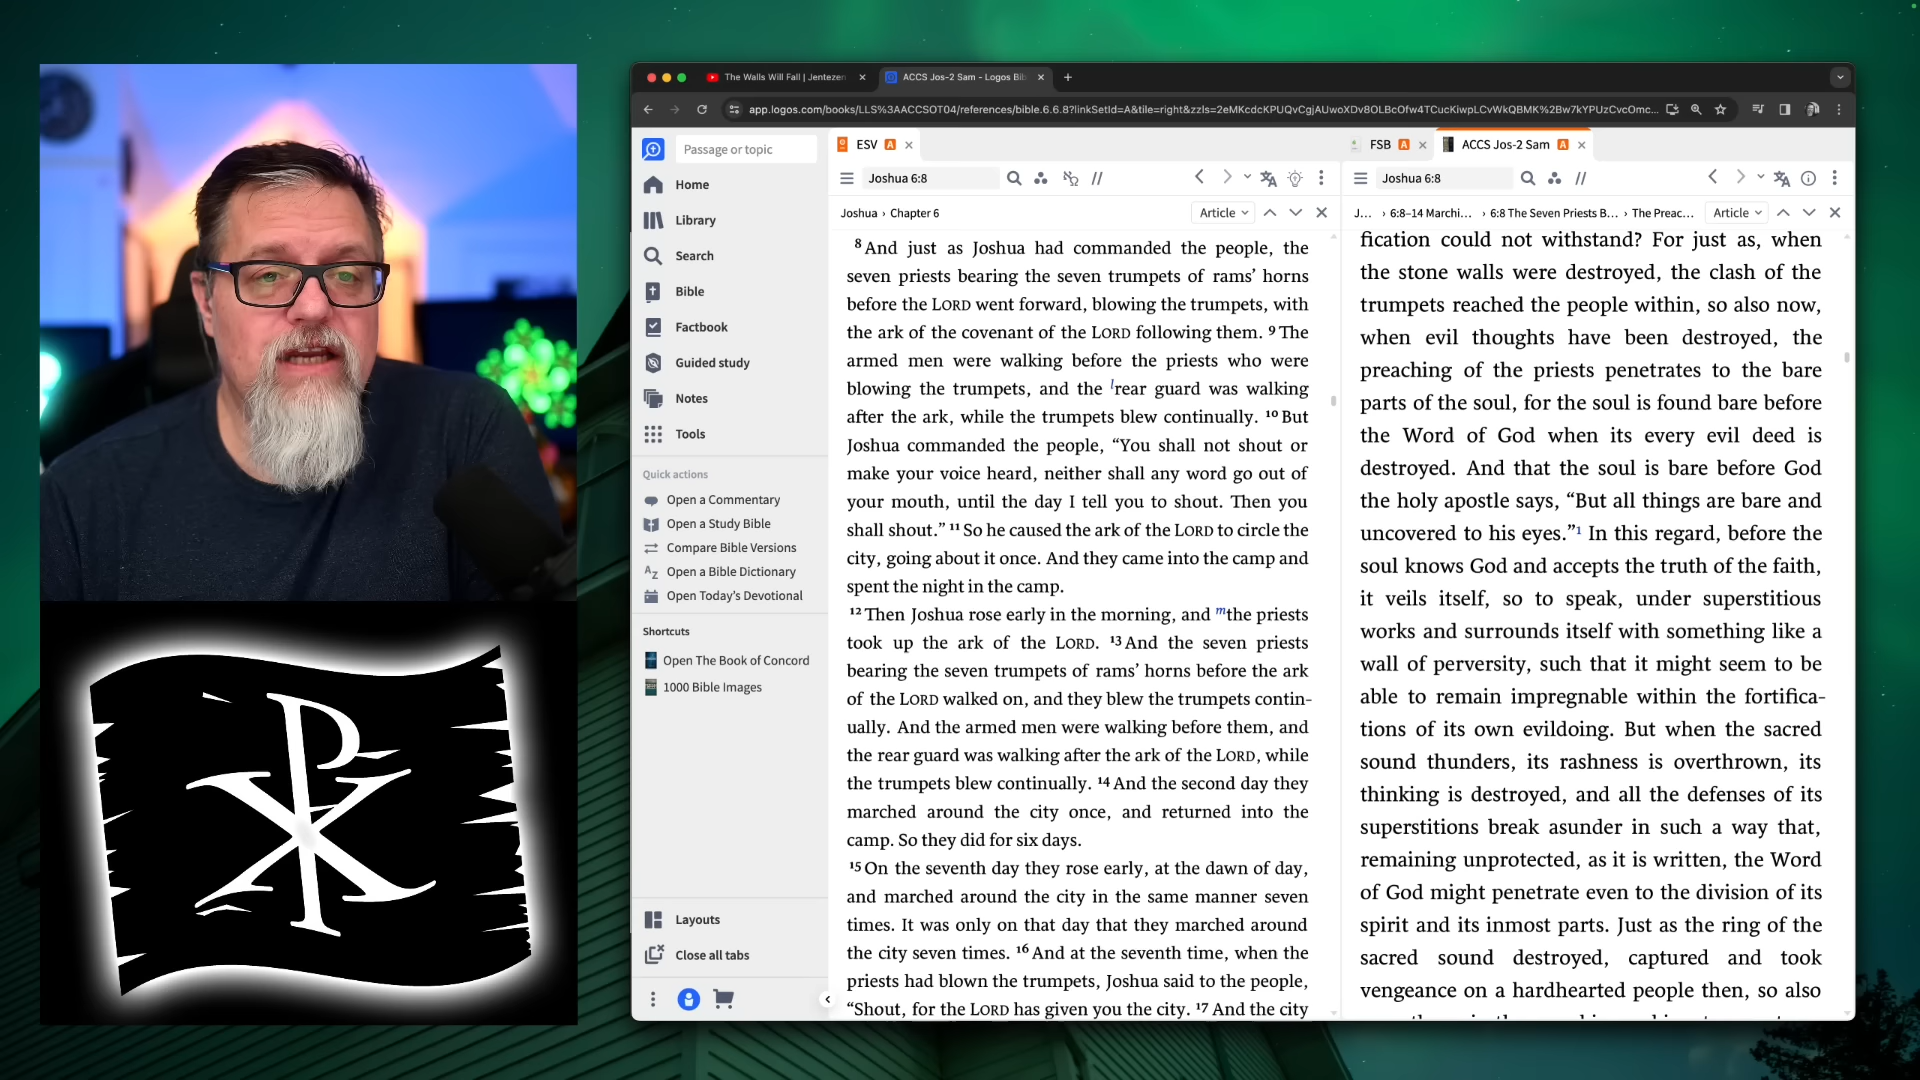 The Walls Will Fall | Jentezen
ACCS Jos-2 Sam - Logos Bib
app.logos.com/books/LLS%3AACCSOT04/references/bible.6.6.8?linkSetId=A&tile=right&zzls=2eMKcdcKPUQvCgjAUwoXDv8OLBcOfw4TCucKiwpLCvWkQBMK%2Bw7kYPUzCvcOmc...
Passage or topic
Home
Library
Search
Bible
Factbook
Guided study
Notes
Tools
Quick actions
Open a Commentary
Open a Study Bible
Compare Bible Versions
Open a Bible Dictionary
Open Today's Devotional
Shortcuts
Open The Book of Concord
1000 Bible Images
Layouts
Close all tabs
ESV A
Joshua 6:8
Joshua › Chapter 6
Article
8 And just as Joshua had commanded the people, the
seven priests bearing the seven trumpets of rams’ horns
before the LORD went forward, blowing the trumpets, with
the ark of the covenant of the LORD following them. 9 The
armed men were walking before the priests who were
blowing the trumpets, and the l rear guard was walking
after the ark, while the trumpets blew continually. 10 But
Joshua commanded the people, “You shall not shout or
make your voice heard, neither shall any word go out of
your mouth, until the day I tell you to shout. Then you
shall shout.” 11 So he caused the ark of the LORD to circle the
city, going about it once. And they came into the camp and
spent the night in the camp.
12 Then Joshua rose early in the morning, and m the priests
took up the ark of the LORD. 13 And the seven priests
bearing the seven trumpets of rams’ horns before the ark
of the LORD walked on, and they blew the trumpets contin-
ually. And the armed men were walking before them, and
the rear guard was walking after the ark of the LORD, while
the trumpets blew continually. 14 And the second day they
marched around the city once, and returned into the
camp. So they did for six days.
15 On the seventh day they rose early, at the dawn of day,
and marched around the city in the same manner seven
times. It was only on that day that they marched around
the city seven times. 16 And at the seventh time, when the
priests had blown the trumpets, Joshua said to the people,
“Shout, for the LORD has given you the city. 17 And the city
FSB A
ACCS Jos-2 Sam A
Joshua 6:8
J... › 6:8–14 Marchi... › 6:8 The Seven Priests B... › The Preac...
Article
fication could not withstand? For just as, when
the stone walls were destroyed, the clash of the
trumpets reached the people within, so also now,
when evil thoughts have been destroyed, the
preaching of the priests penetrates to the bare
parts of the soul, for the soul is found bare before
the Word of God when its every evil deed is
destroyed. And that the soul is bare before God
the holy apostle says, “But all things are bare and
uncovered to his eyes.”1 In this regard, before the
soul knows God and accepts the truth of the faith,
it veils itself, so to speak, under superstitious
works and surrounds itself with something like a
wall of perversity, such that it might seem to be
able to remain impregnable within the fortifica-
tions of its own evildoing. But when the sacred
sound thunders, its rashness is overthrown, its
thinking is destroyed, and all the defenses of its
superstitions break asunder in such a way that,
remaining unprotected, as it is written, the Word
of God might penetrate even to the division of its
spirit and its inmost parts. Just as the ring of the
sacred sound destroyed, captured and took
vengeance on a hardhearted people then, so also